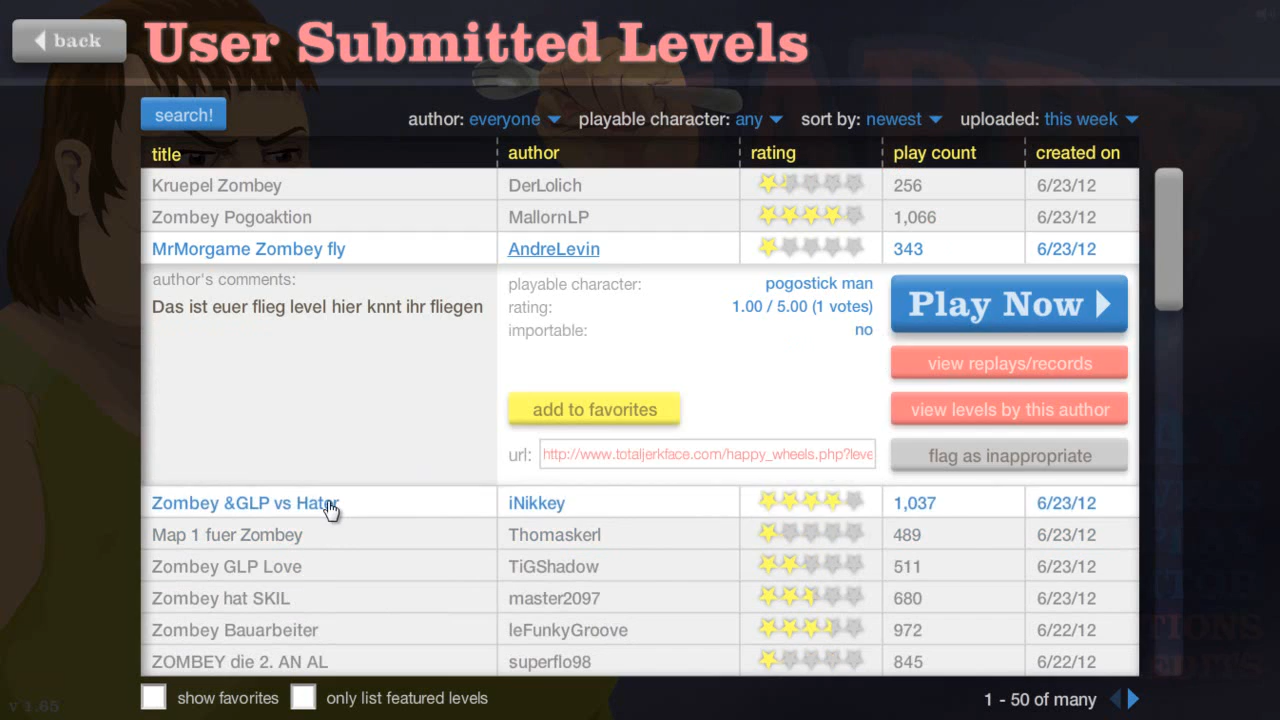 back
User Submitted Levels
search!
author: everyone playable character: any sort by: newest uploaded: this week
title author rating play count created on
Kruepel Zombey DerLolich 256 6/23/12
Zombey Pogoaktion MallornLP 1,066 6/23/12
MrMorgame Zombey fly AndreLevin 343 6/23/12
author's comments:
Das ist euer flieg level hier knnt ihr fliegen
playable character: pogostick man
rating: 1.00 / 5.00 (1 votes)
importable: no
add to favorites
url: http://www.totaljerkface.com/happy_wheels.php?leve
Play Now
view replays/records
view levels by this author
flag as inappropriate
Zombey &GLP vs Hater iNikkey 1,037 6/23/12
Map 1 fuer Zombey Thomaskerl 489 6/23/12
Zombey GLP Love TiGShadow 511 6/23/12
Zombey hat SKIL master2097 680 6/23/12
Zombey Bauarbeiter leFunkyGroove 972 6/22/12
ZOMBEY die 2. AN AL superflo98 845 6/22/12
show favorites only list featured levels 1 - 50 of many
v 1.65